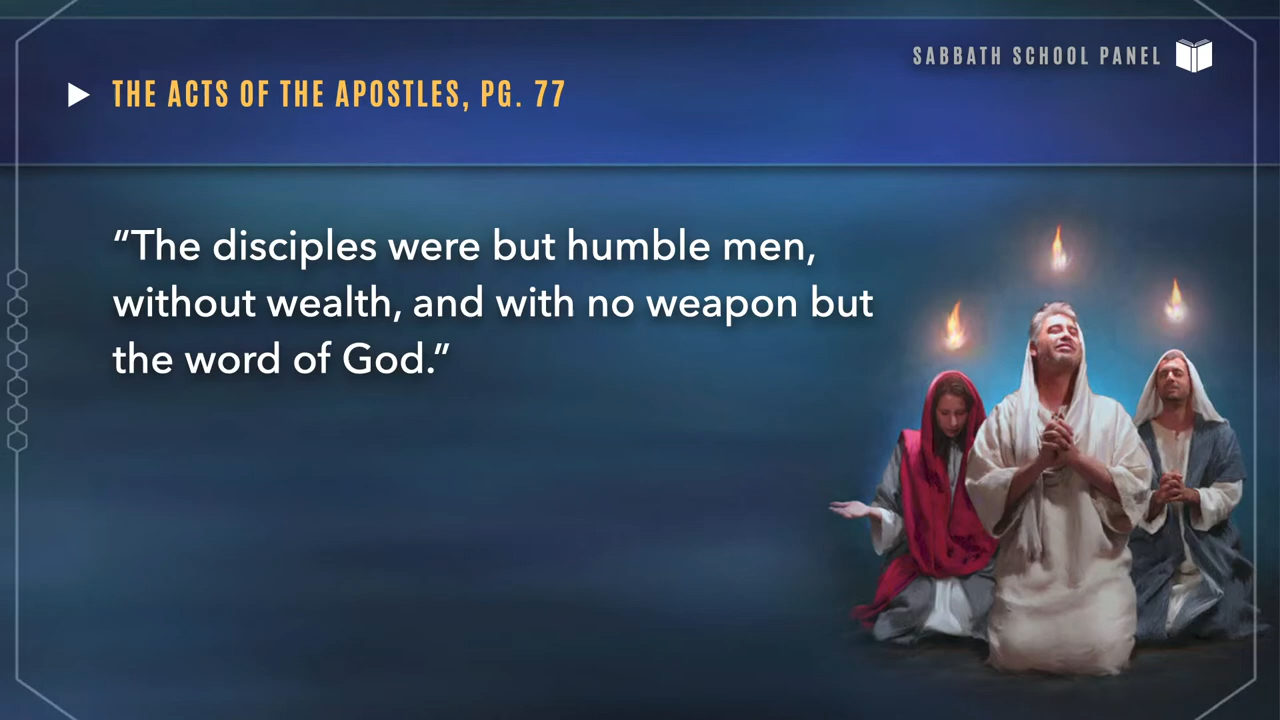 SABBATH SCHOOL PANEL
THE ACTS OF THE APOSTLES, PG. 77
“The disciples were but humble men,
without wealth, and with no weapon but
the word of God.”